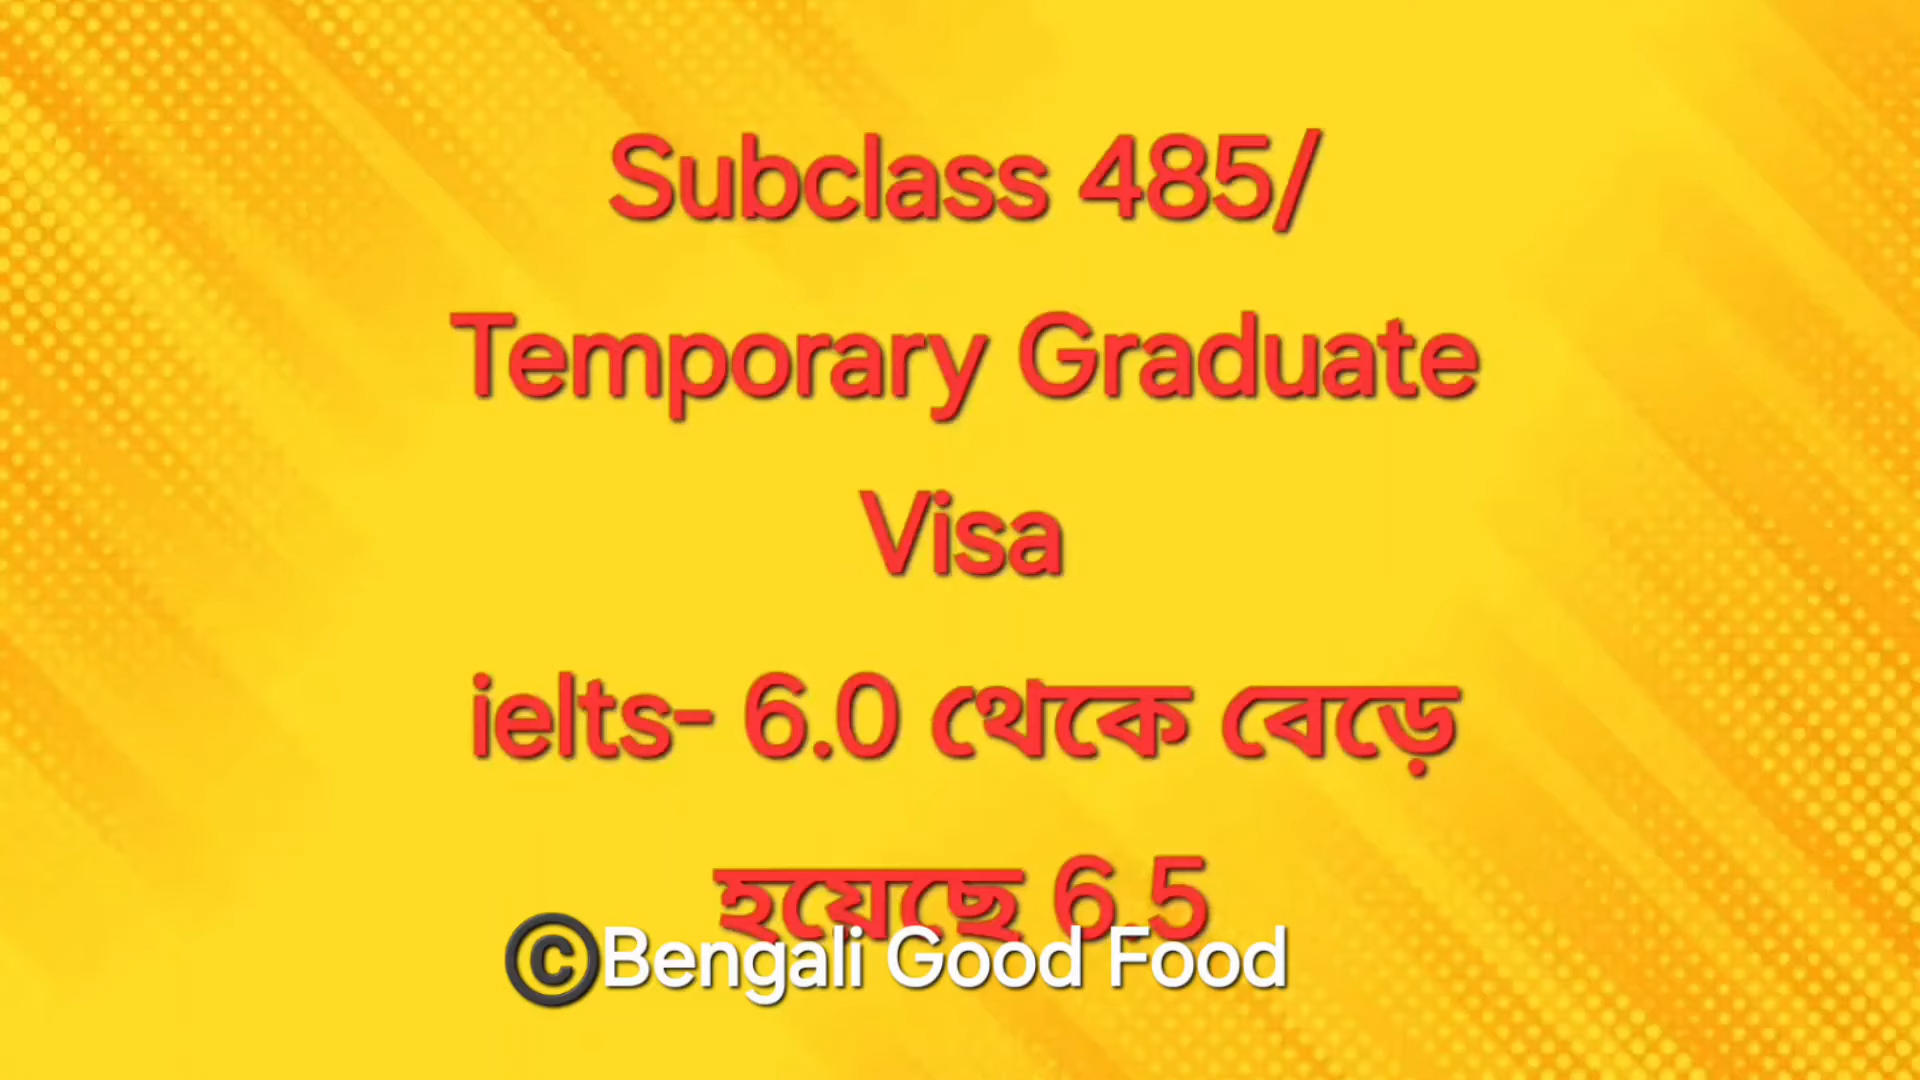 Subclass 485/
Temporary Graduate
Visa
ielts- 6.0 থেকে বেড়ে
হয়েছে 6.5
©Bengali Good Food